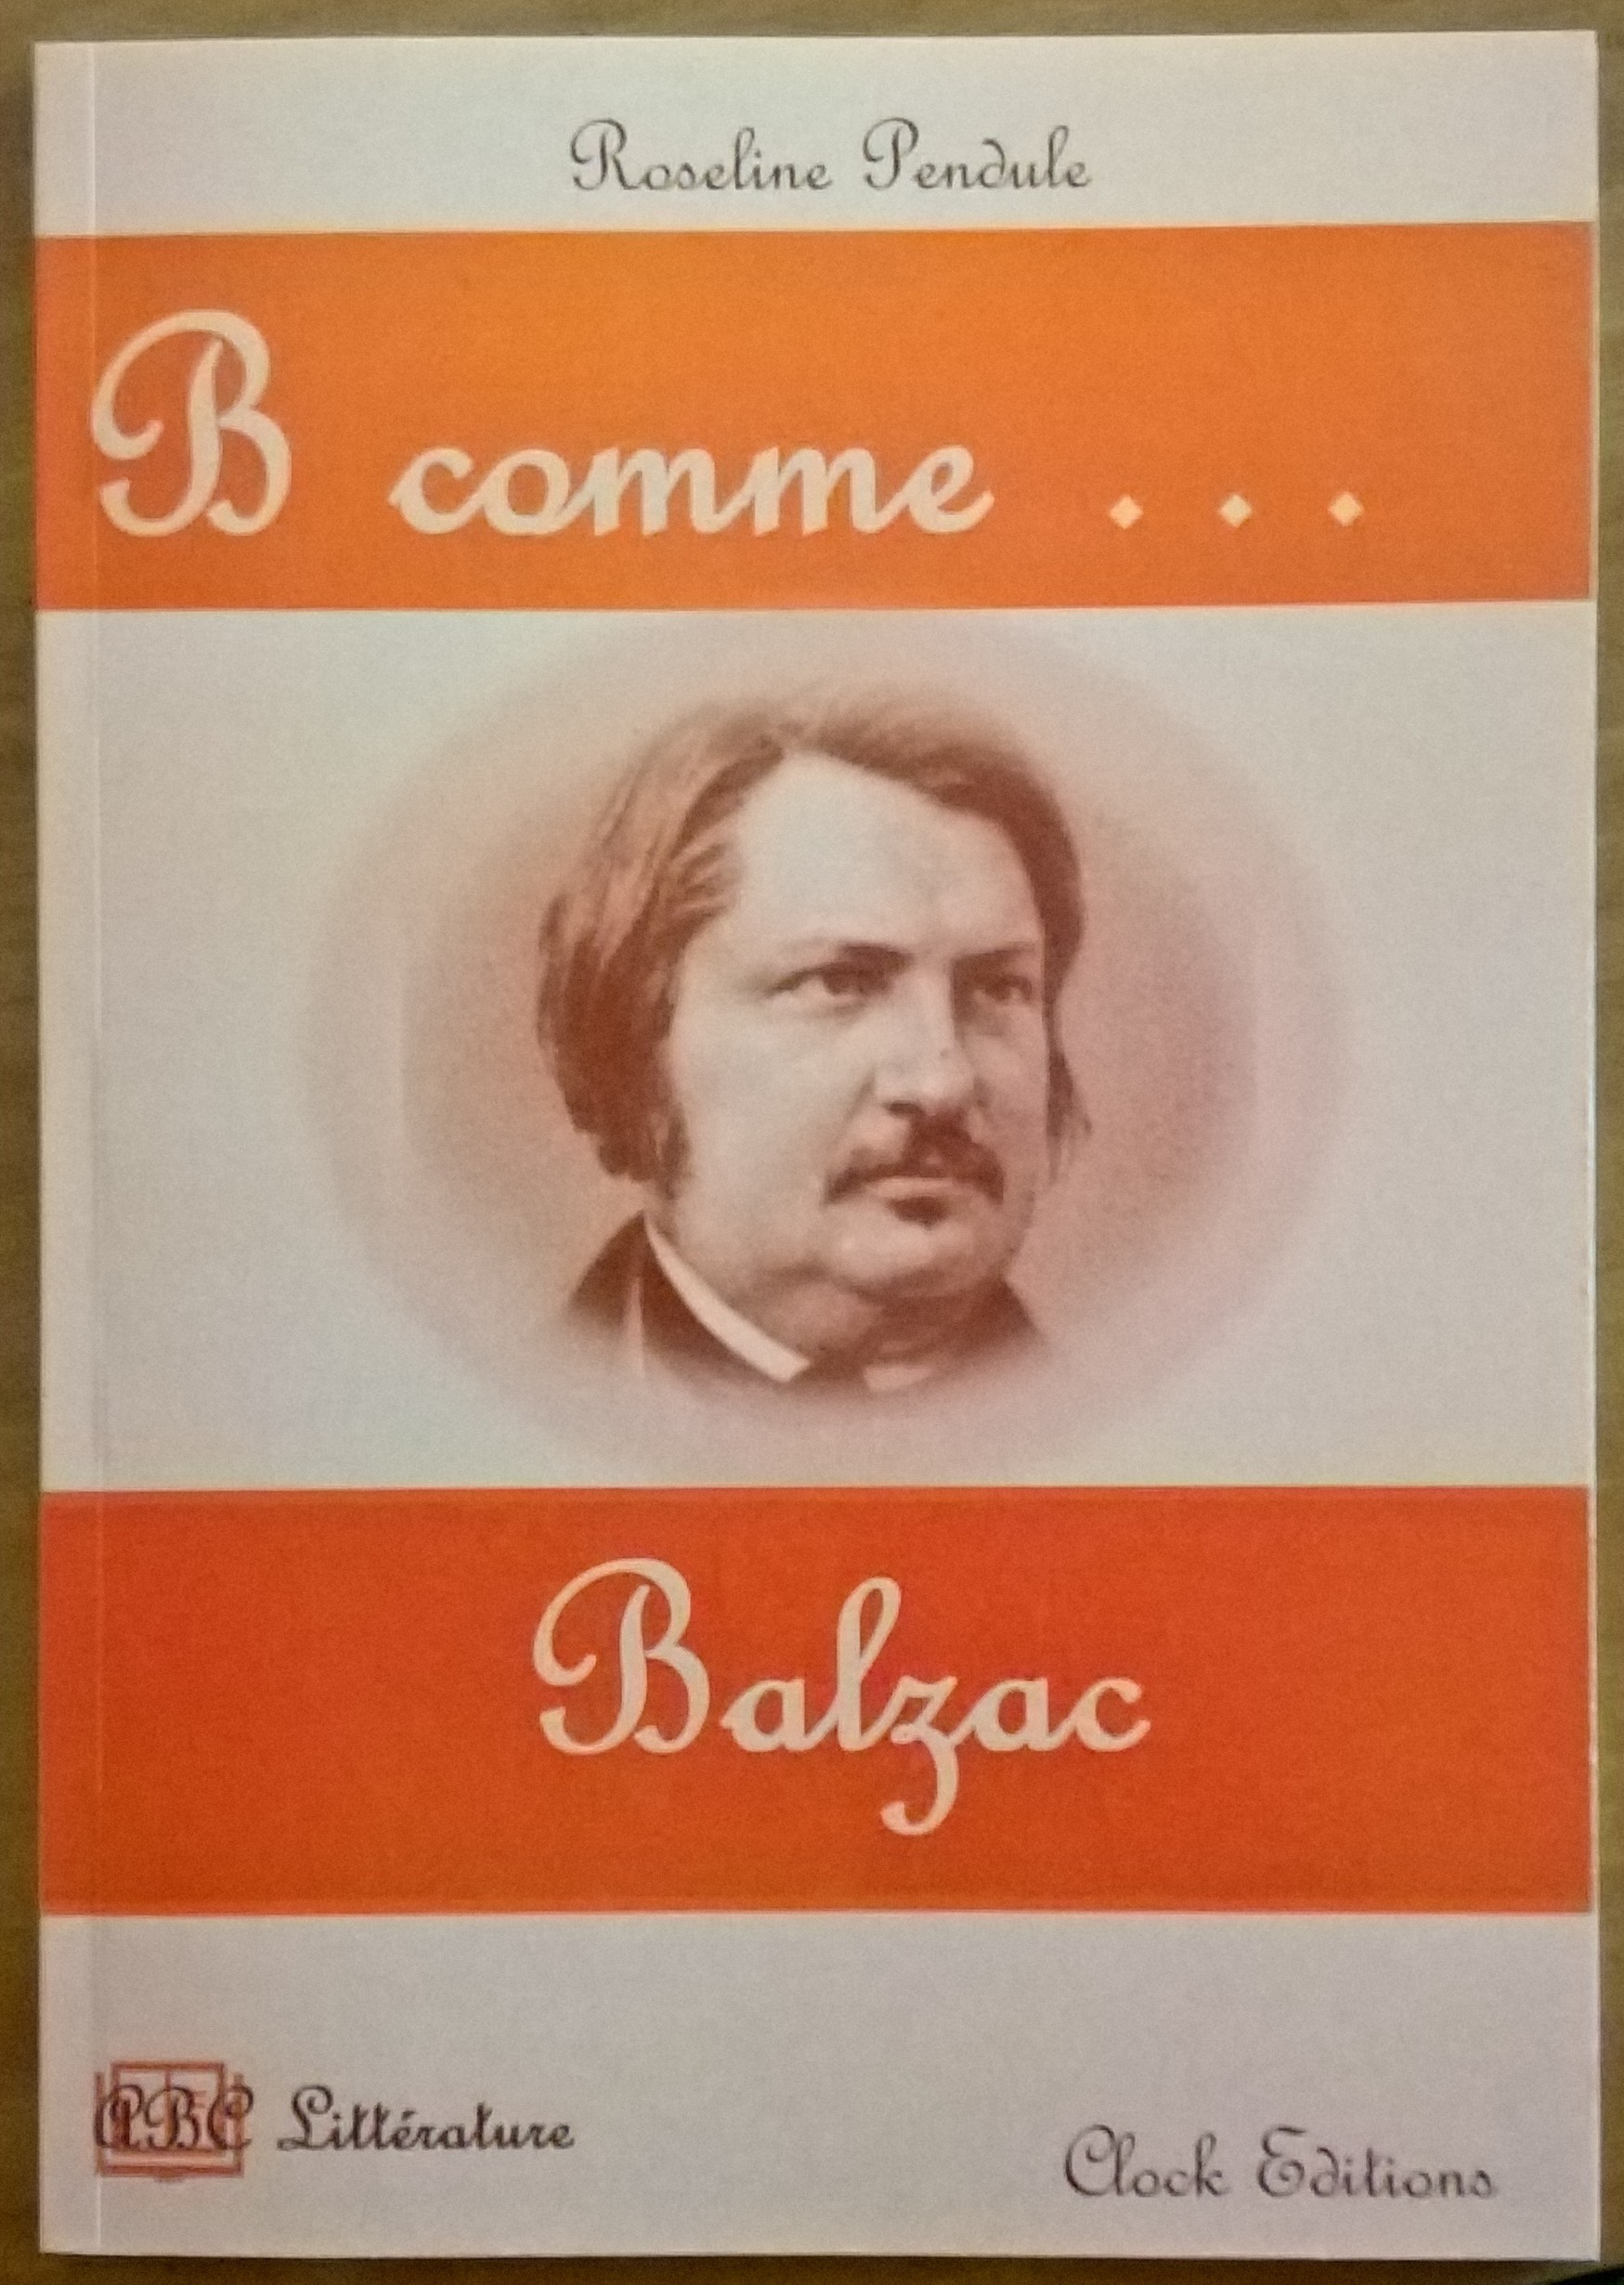 Roseline Pendule
B comme . . .
Balzac
ABC Littérature
Clock Editions